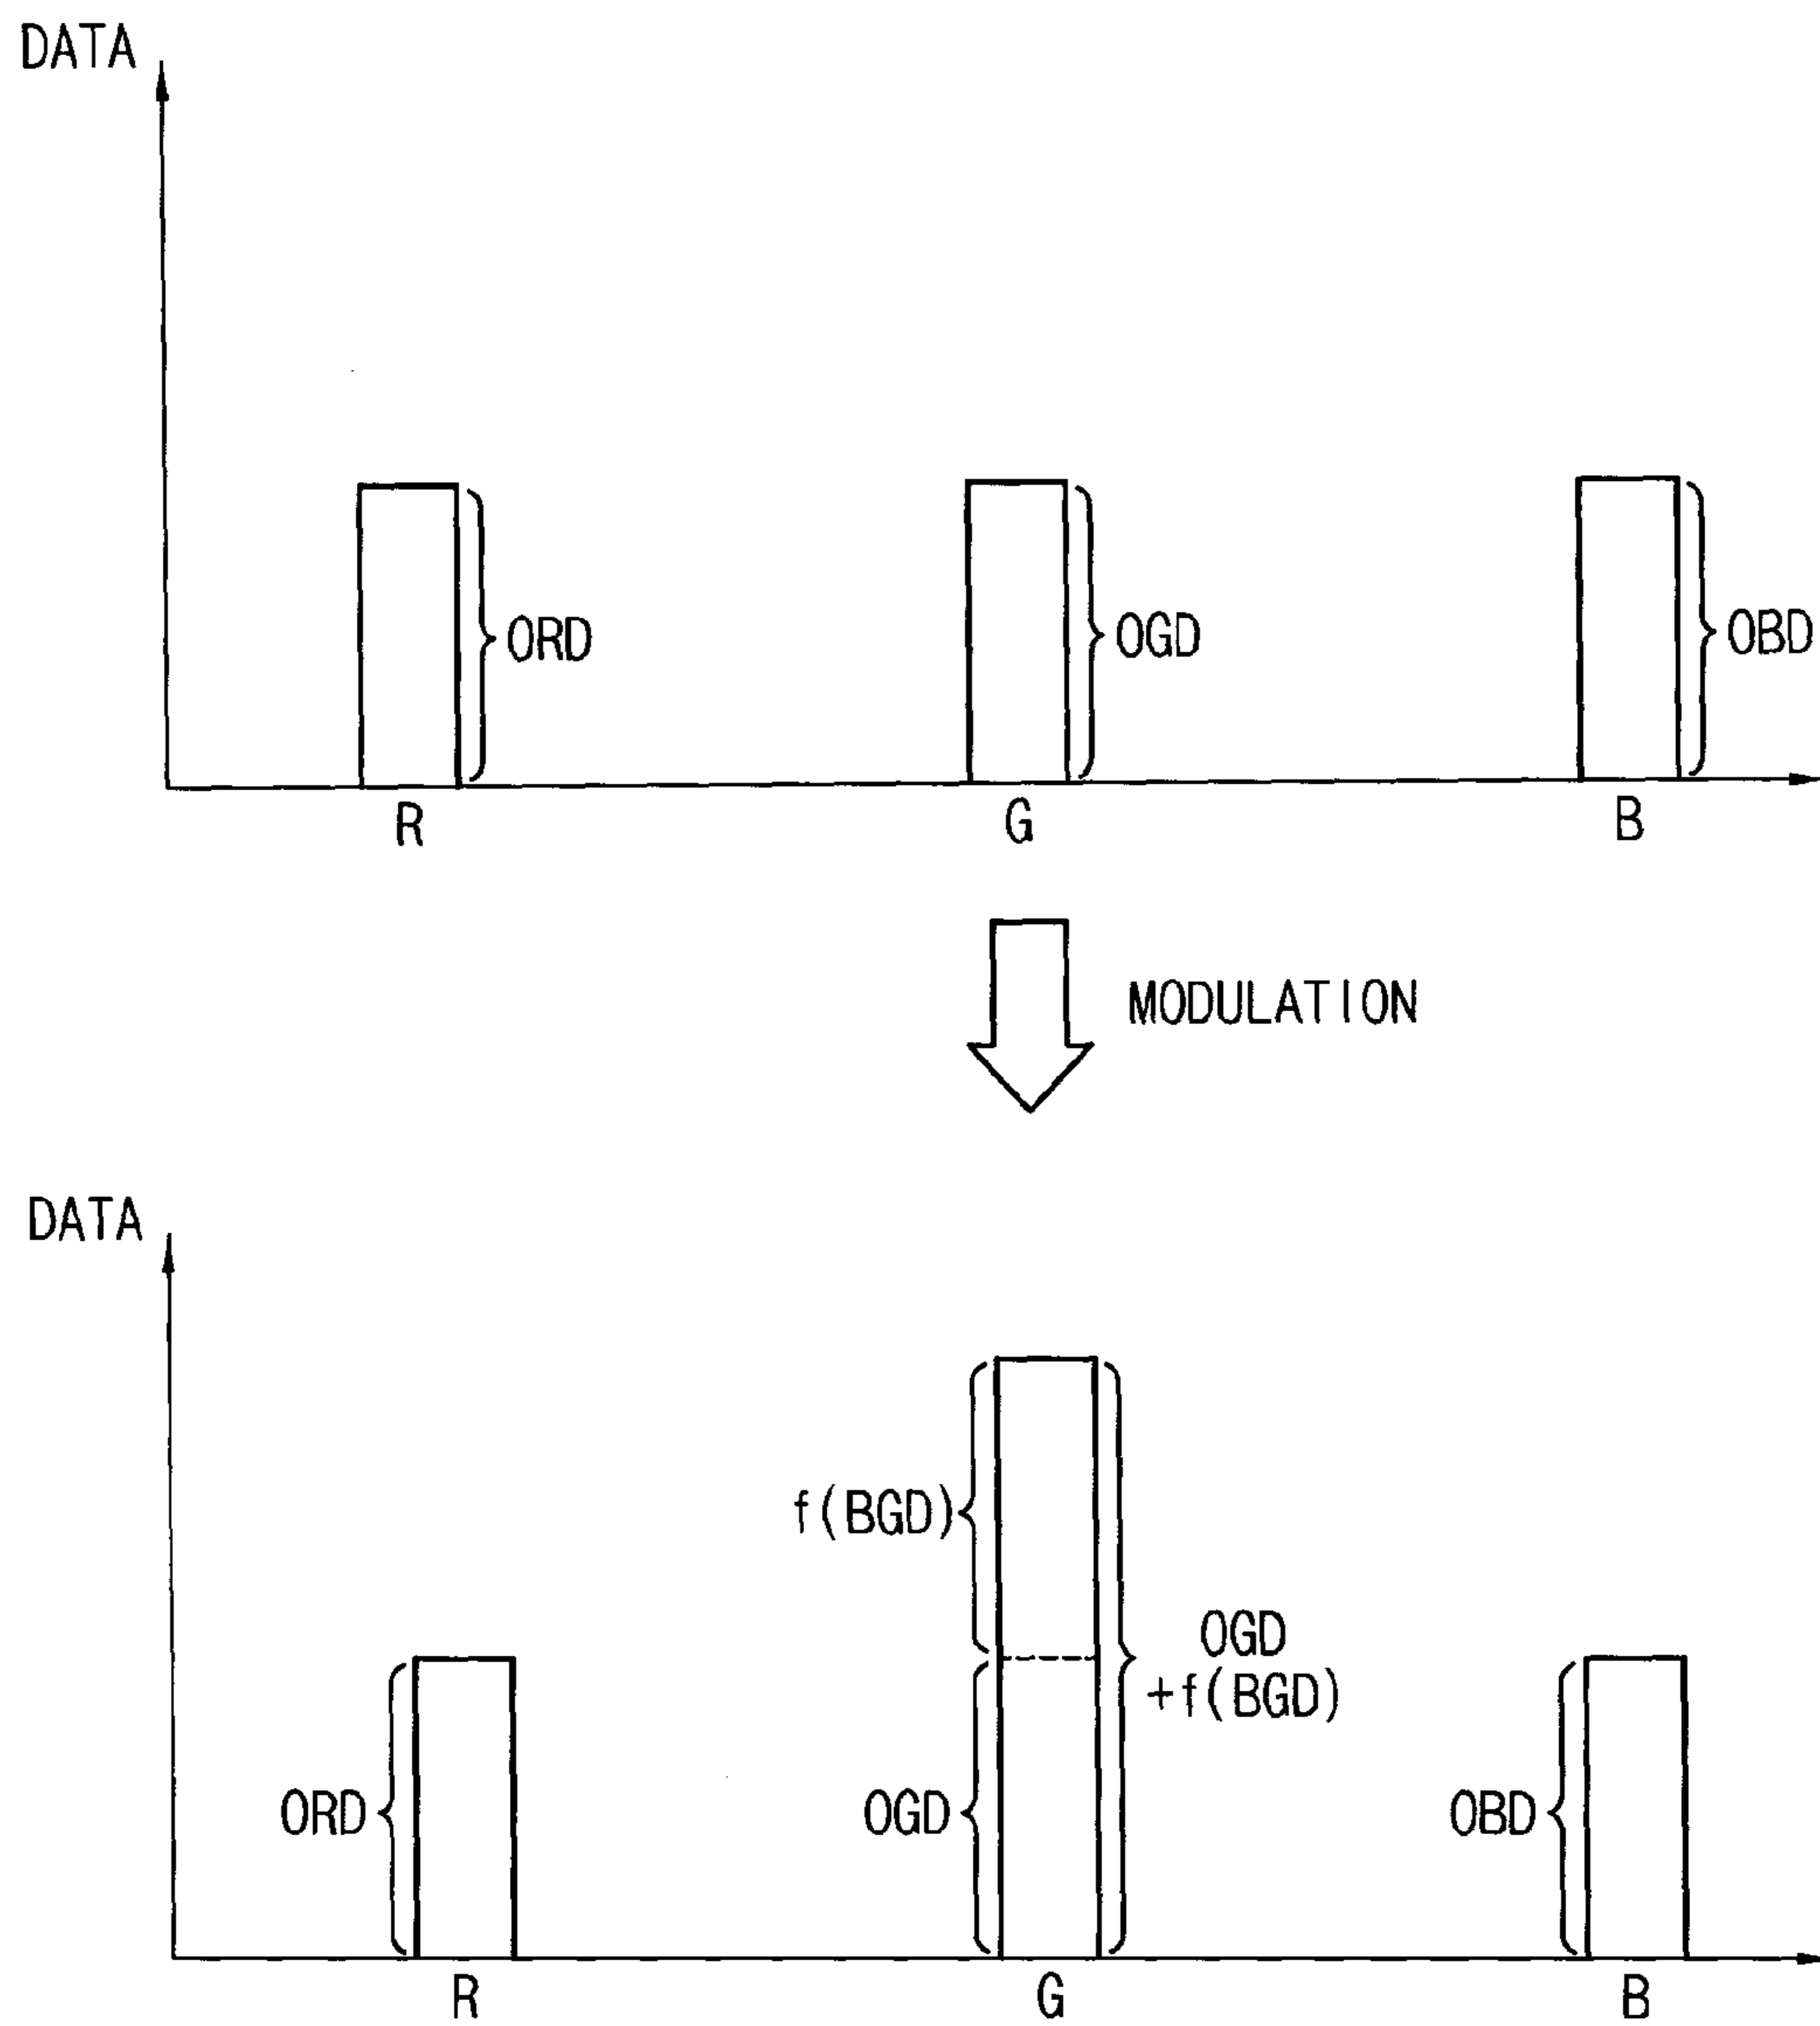 DATA
ORD
OGD
OBD
R
G
B
MODULATION
DATA
f(BGD)
OGD
+f(BGD)
ORD
OGD
OBD
R
G
B